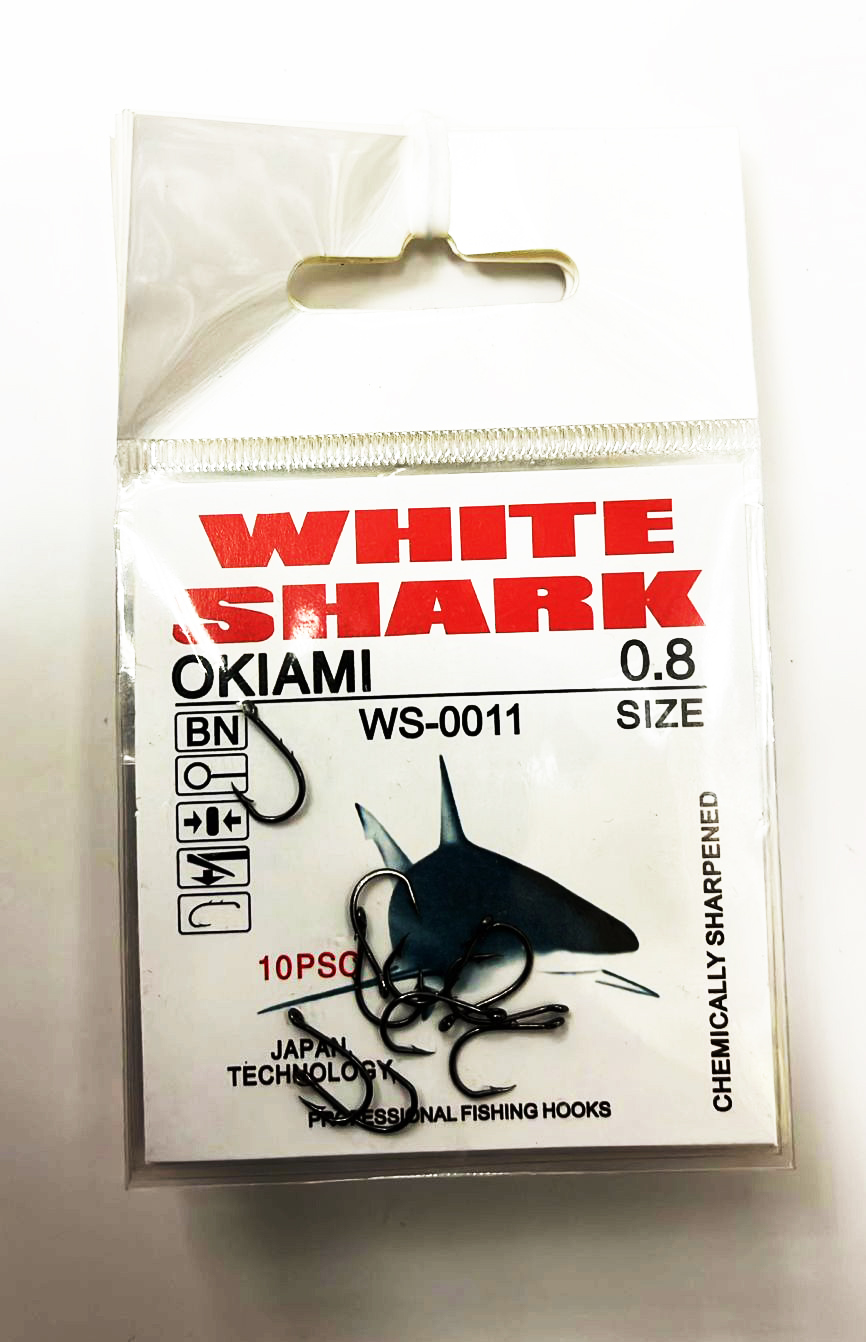 WHITE
SHARK
OKIAMI
0.8
BN
WS-0011
SIZE
10PSC
JAPAN
TECHNOLOGY
PROFESSIONAL FISHING HOOKS
CHEMICALLY SHARPENED